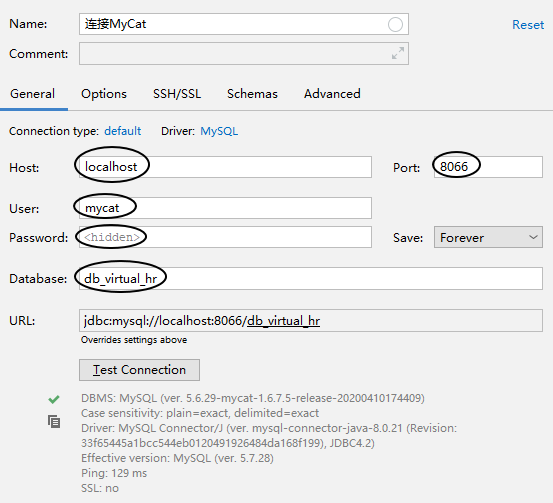 Name: 连接MyCat Reset
Comment:
General Options SSH/SSL Schemas Advanced
Connection type: default Driver: MySQL
Host: localhost Port: 8066
User: mycat
Password: <hidden> Save: Forever
Database: db_virtual_hr
URL: jdbc:mysql://localhost:8066/db_virtual_hr
Overrides settings above
Test Connection
DBMS: MySQL (ver. 5.6.29-mycat-1.6.7.5-release-20200410174409)
Case sensitivity: plain=exact, delimited=exact
Driver: MySQL Connector/J (ver. mysql-connector-java-8.0.21 (Revision:
33f65445a1bcc544eb0120491926484da168f199), JDBC4.2)
Effective version: MySQL (ver. 5.7.28)
Ping: 129 ms
SSL: no